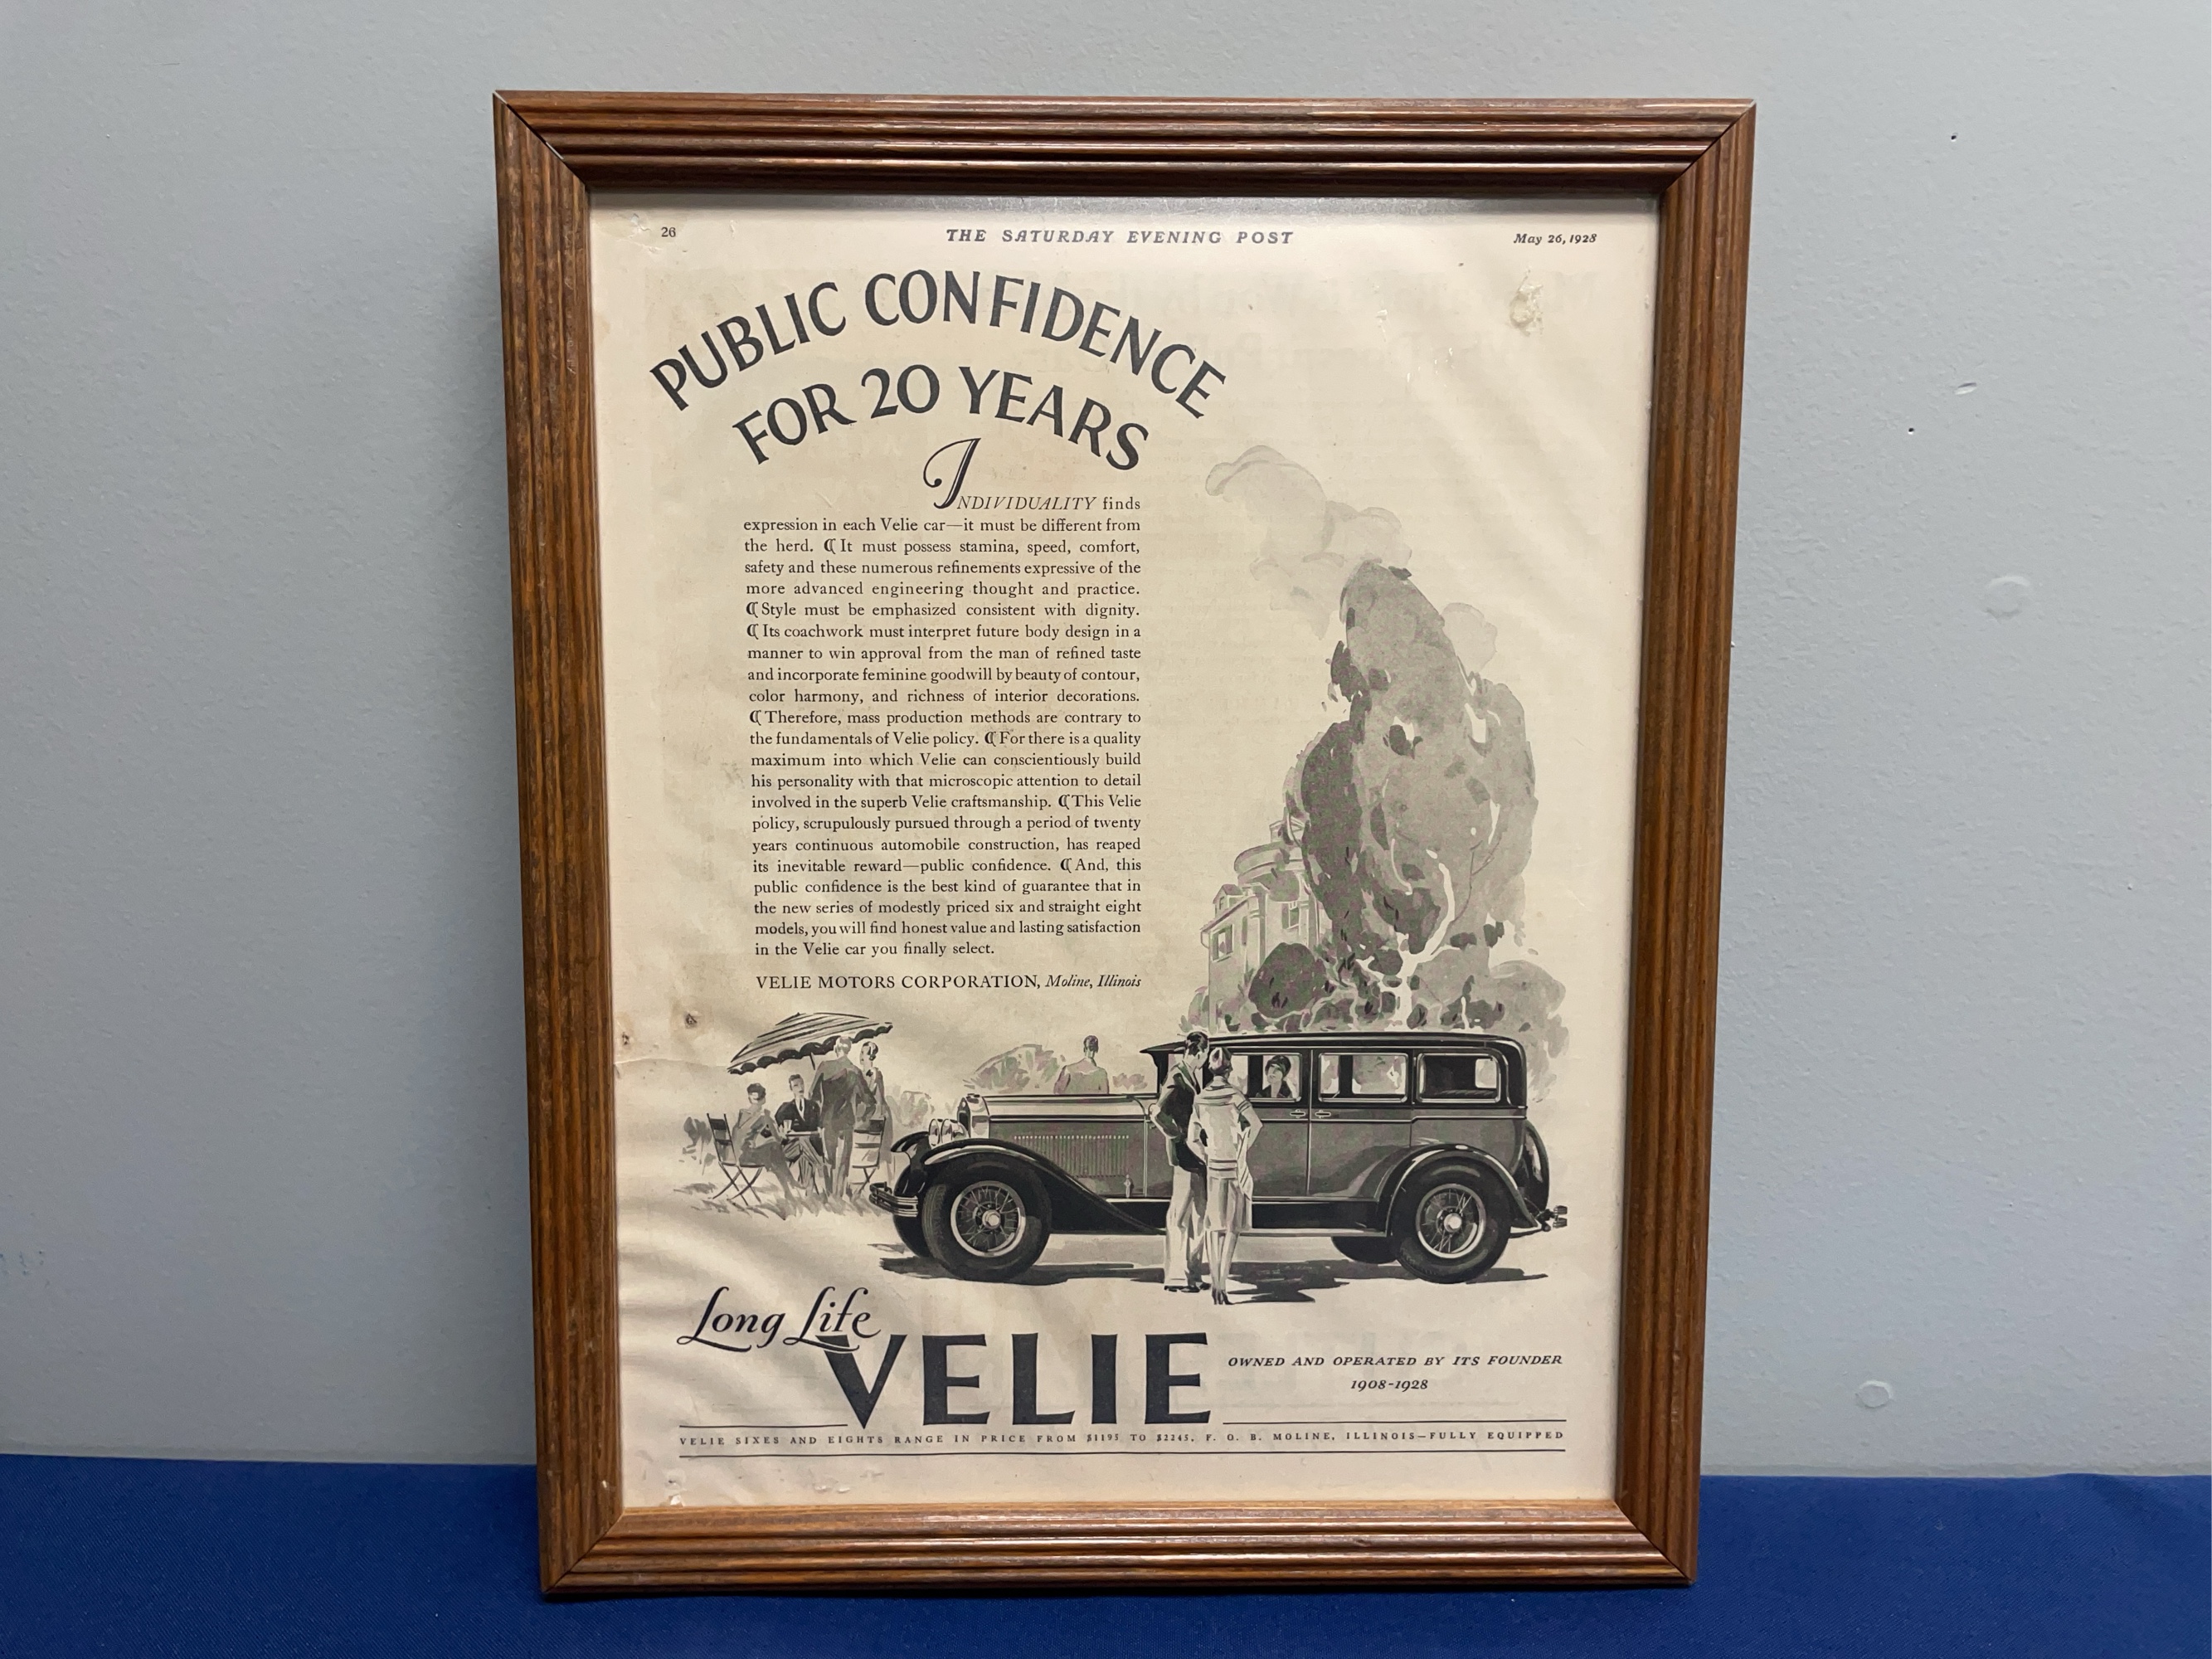 26
THE SATURDAY EVENING POST
May 26, 1928
PUBLIC CONFIDENCE
FOR 20 YEARS
INDIVIDUALITY finds
expression in each Velie car—it must be different from
the herd. ⸿ It must possess stamina, speed, comfort,
safety and these numerous refinements expressive of the
more advanced engineering thought and practice.
⸿ Style must be emphasized consistent with dignity.
⸿ Its coachwork must interpret future body design in a
manner to win approval from the man of refined taste
and incorporate feminine goodwill by beauty of contour,
color harmony, and richness of interior decorations.
⸿ Therefore, mass production methods are contrary to
the fundamentals of Velie policy. ⸿ For there is a quality
maximum into which Velie can conscientiously build
his personality with that microscopic attention to detail
involved in the superb Velie craftsmanship. ⸿ This Velie
policy, scrupulously pursued through a period of twenty
years continuous automobile construction, has reaped
its inevitable reward—public confidence. ⸿ And, this
public confidence is the best kind of guarantee that in
the new series of modestly priced six and straight eight
models, you will find honest value and lasting satisfaction
in the Velie car you finally select.
VELIE MOTORS CORPORATION, Moline, Illinois
Long Life
VELIE
OWNED AND OPERATED BY ITS FOUNDER
1908-1928
VELIE SIXES AND EIGHTS RANGE IN PRICE FROM $1195 TO $2245, F. O. B. MOLINE, ILLINOIS—FULLY EQUIPPED